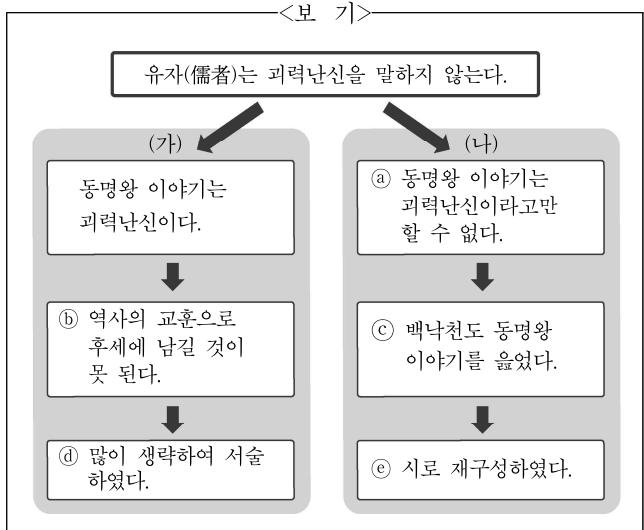 <보 기>
유자(儒者)는 괴력난신을 말하지 않는다.
(가)
동명왕 이야기는
괴력난신이다.
ⓑ 역사의 교훈으로
후세에 남길 것이
못 된다.
ⓓ 많이 생략하여 서술
하였다.
(나)
ⓐ 동명왕 이야기는
괴력난신이라고만
할 수 없다.
ⓒ 백낙천도 동명왕
이야기를 읊었다.
ⓔ 시로 재구성하였다.